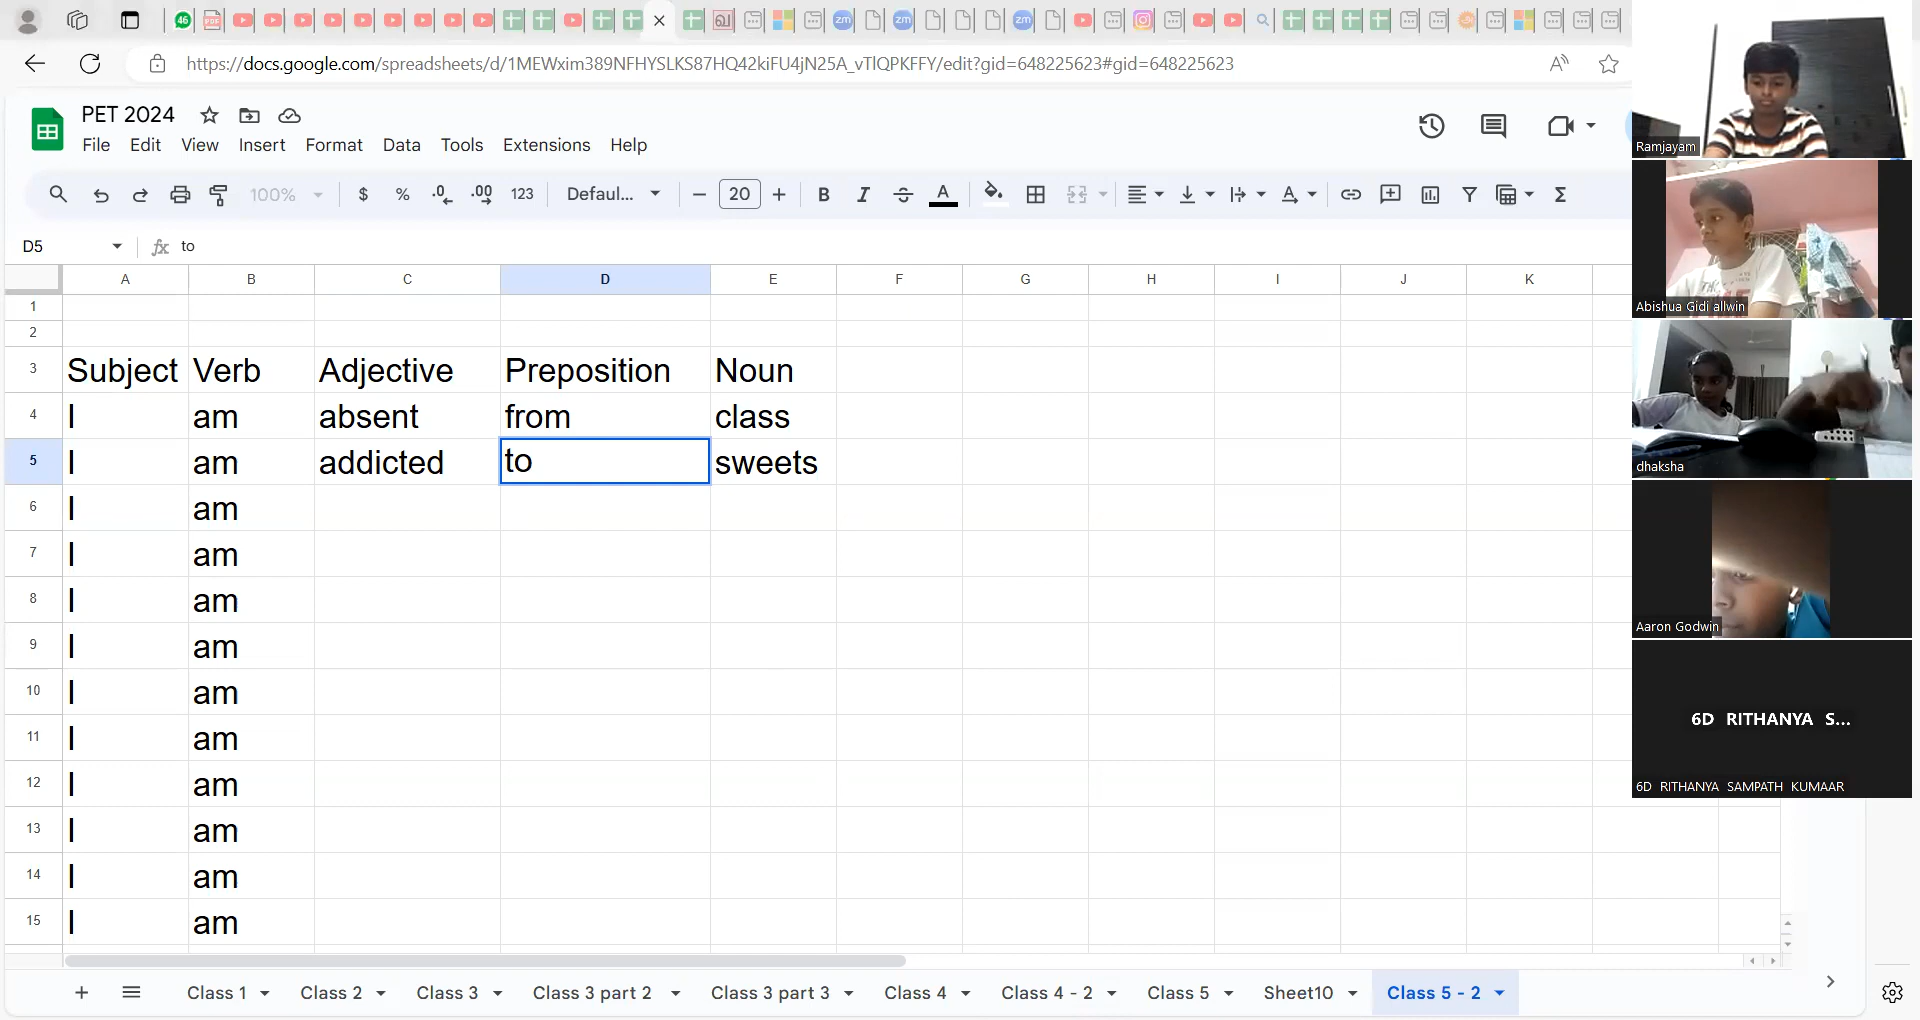 46
https://docs.google.com/spreadsheets/d/1MEWxim389NFHYSLKS87HQ42kiFU4jN25A_vTlQPKFFY/edit?gid=648225623#gid=648225623
PET 2024
File Edit View Insert Format Data Tools Extensions Help
100% $ % .0 .00 123 Defaul... 20 B I A
D5 fx to
A B C D E F G H I J K
1
2
3 Subject Verb Adjective Preposition Noun
4 I am absent from class
5 I am addicted to sweets
6 I am
7 I am
8 I am
9 I am
10 I am
11 I am
12 I am
13 I am
14 I am
15 I am
Class 1 Class 2 Class 3 Class 3 part 2 Class 3 part 3 Class 4 Class 4 - 2 Class 5 Sheet10 Class 5 - 2
Ramjayam
Abishua Gidi allwin
dhaksha
Aaron Godwin
6D RITHANYA S...
6D RITHANYA SAMPATH KUMAAR